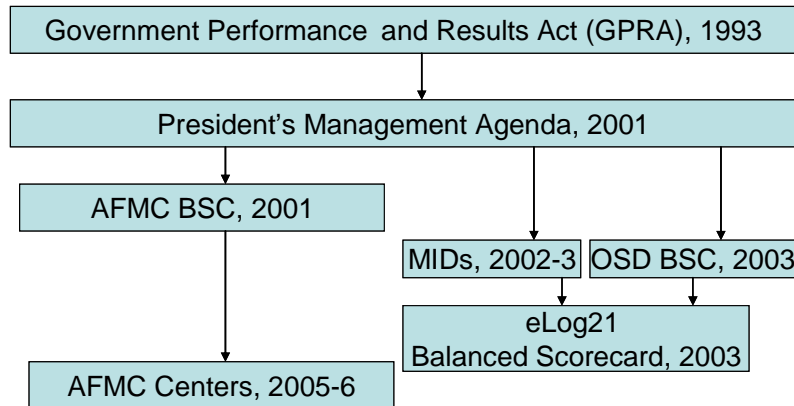 Government Performance and Results Act (GPRA), 1993
President’s Management Agenda, 2001
AFMC BSC, 2001
MIDs, 2002-3
OSD BSC, 2003
eLog21
Balanced Scorecard, 2003
AFMC Centers, 2005-6